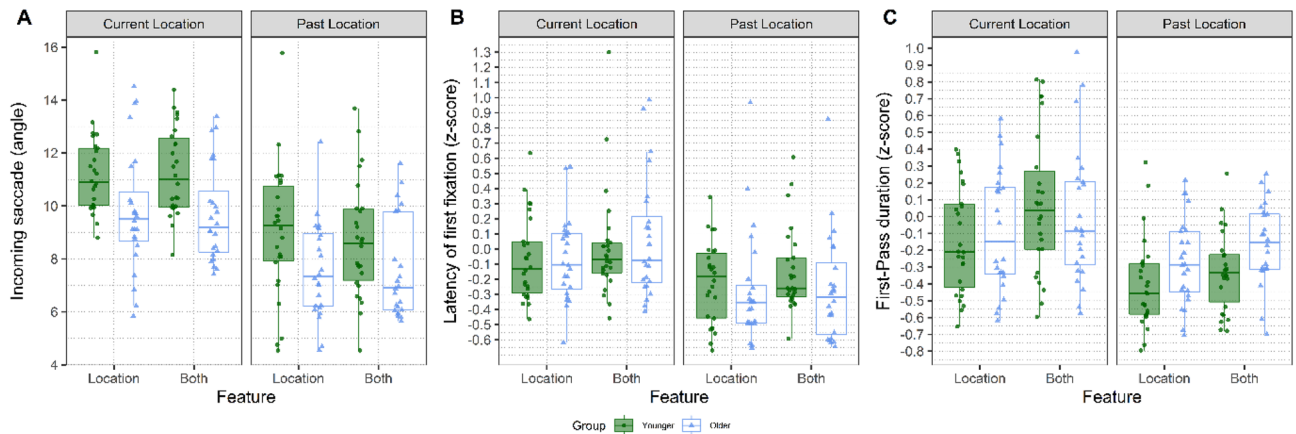 A
Current Location
Past Location
Incoming saccade (angle)
16
14
12
10
8
6
4
Location
Both
Location
Both
Feature
B
Current Location
Past Location
Latency of first fixation (z-score)
1.3
1.2
1.1
1.0
0.9
0.8
0.7
0.6
0.5
0.4
0.3
0.2
0.1
0.0
-0.1
-0.2
-0.3
-0.4
-0.5
-0.6
Location
Both
Location
Both
Feature
C
Current Location
Past Location
First-Pass duration (z-score)
1.0
0.9
0.8
0.7
0.6
0.5
0.4
0.3
0.2
0.1
-0.0
-0.1
-0.2
-0.3
-0.4
-0.5
-0.6
-0.7
-0.8
Location
Both
Location
Both
Feature
Group
Younger
Older